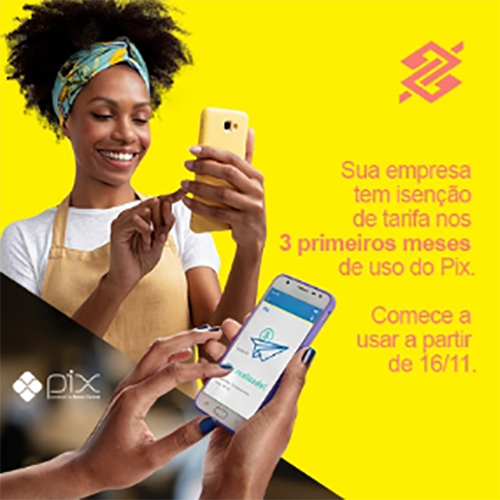 Sua empresa
tem isenção
de tarifa nos
3 primeiros meses
de uso do Pix.
Comece a
usar a partir
de 16/11.
pix
realizado!